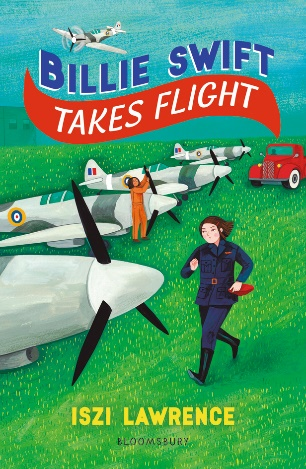 BILLIE SWIFT
TAKES FLIGHT
ISZI LAWRENCE
BLOOMSBURY